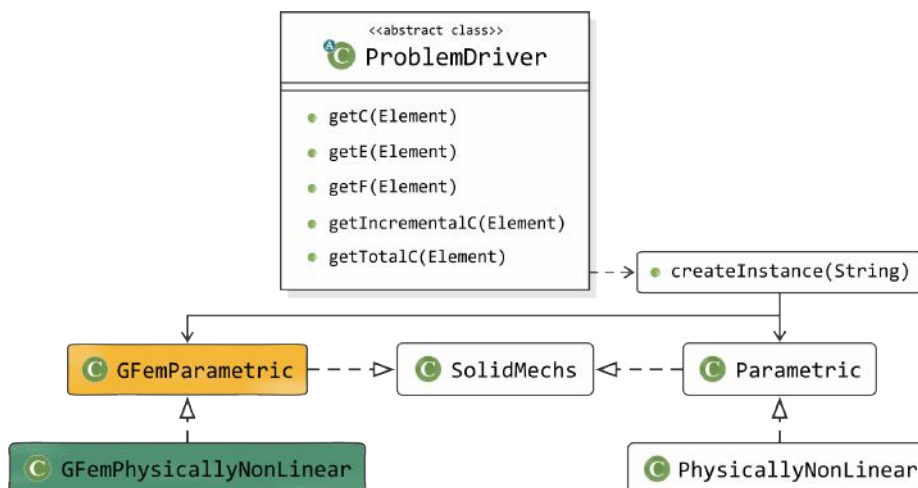 <<abstract class>>
A C ProblemDriver
getC(Element)
getE(Element)
getF(Element)
getIncrementalC(Element)
getTotalC(Element)
createInstance(String)
C GFemParametric
C SolidMechs
C Parametric
C GFemPhysicallyNonLinear
C PhysicallyNonLinear